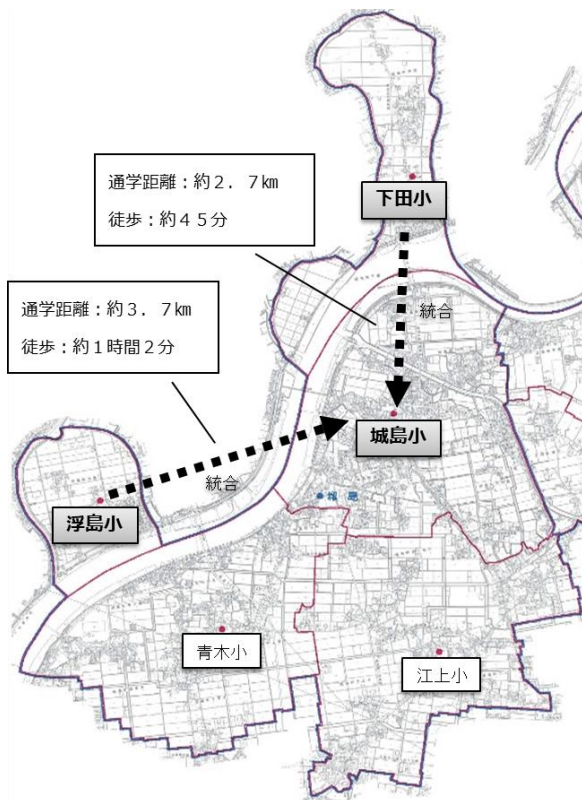 通学距離：約２．７㎞
徒歩：約４５分
下田小
統合
通学距離：約３．７㎞
徒歩：約１時間２分
城島小
統合
浮島小
城 島
青木小
江上小